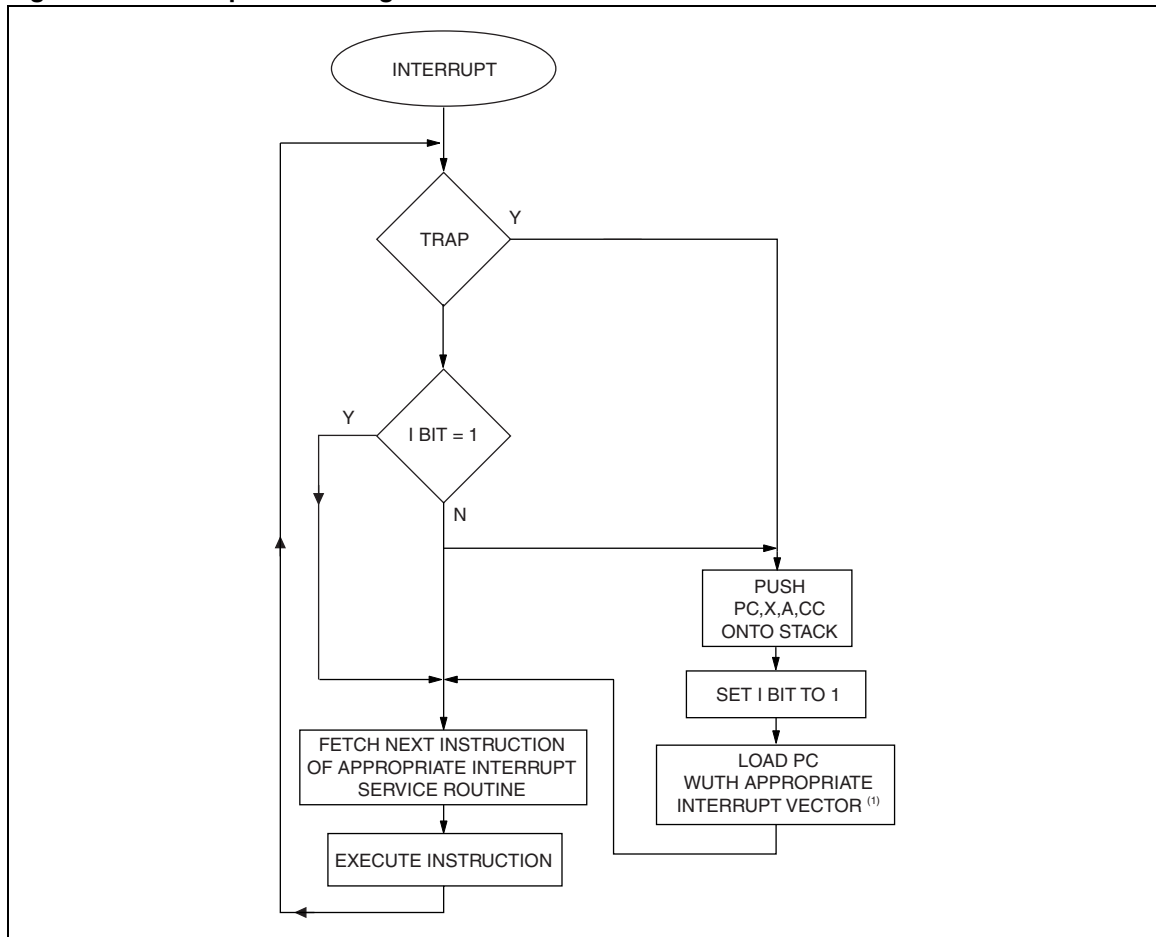 INTERRUPT
TRAP
Y
I BIT = 1
Y
N
PUSH
PC,X,A,CC
ONTO STACK
SET I BIT TO 1
LOAD PC
WUTH APPROPRIATE
INTERRUPT VECTOR (1)
FETCH NEXT INSTRUCTION
OF APPROPRIATE INTERRUPT
SERVICE ROUTINE
EXECUTE INSTRUCTION